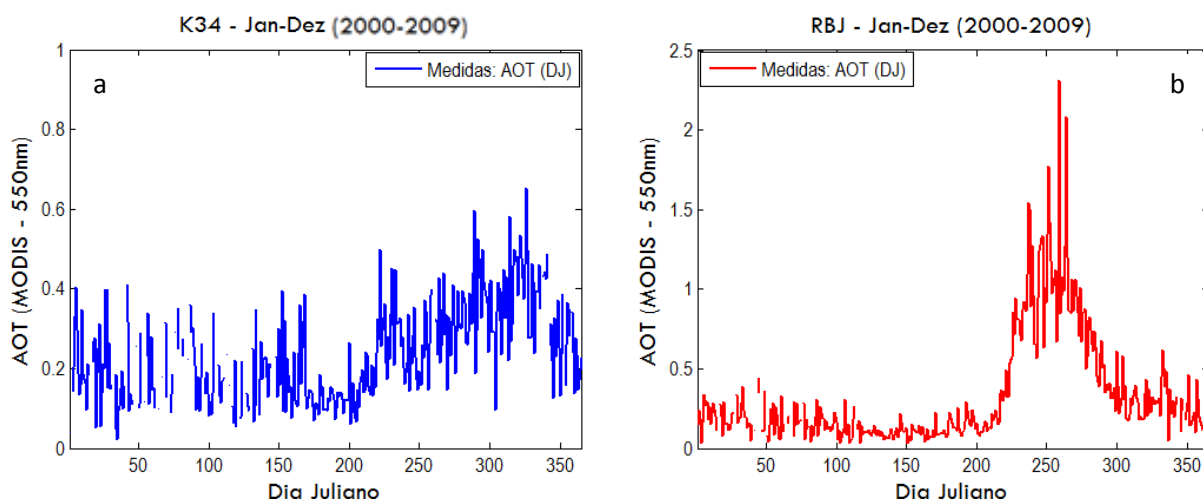 K34 - Jan-Dez (2000-2009)
1
0.8
0.6
0.4
0.2
0
AOT (MODIS - 550nm)
a
Medidas: AOT (DJ)
50 100 150 200 250 300 350
Dia Juliano
RBJ - Jan-Dez (2000-2009)
2.5
2
1.5
1
0.5
0
AOT (MODIS - 550nm)
Medidas: AOT (DJ)
b
50 100 150 200 250 300 350
Dia Juliano